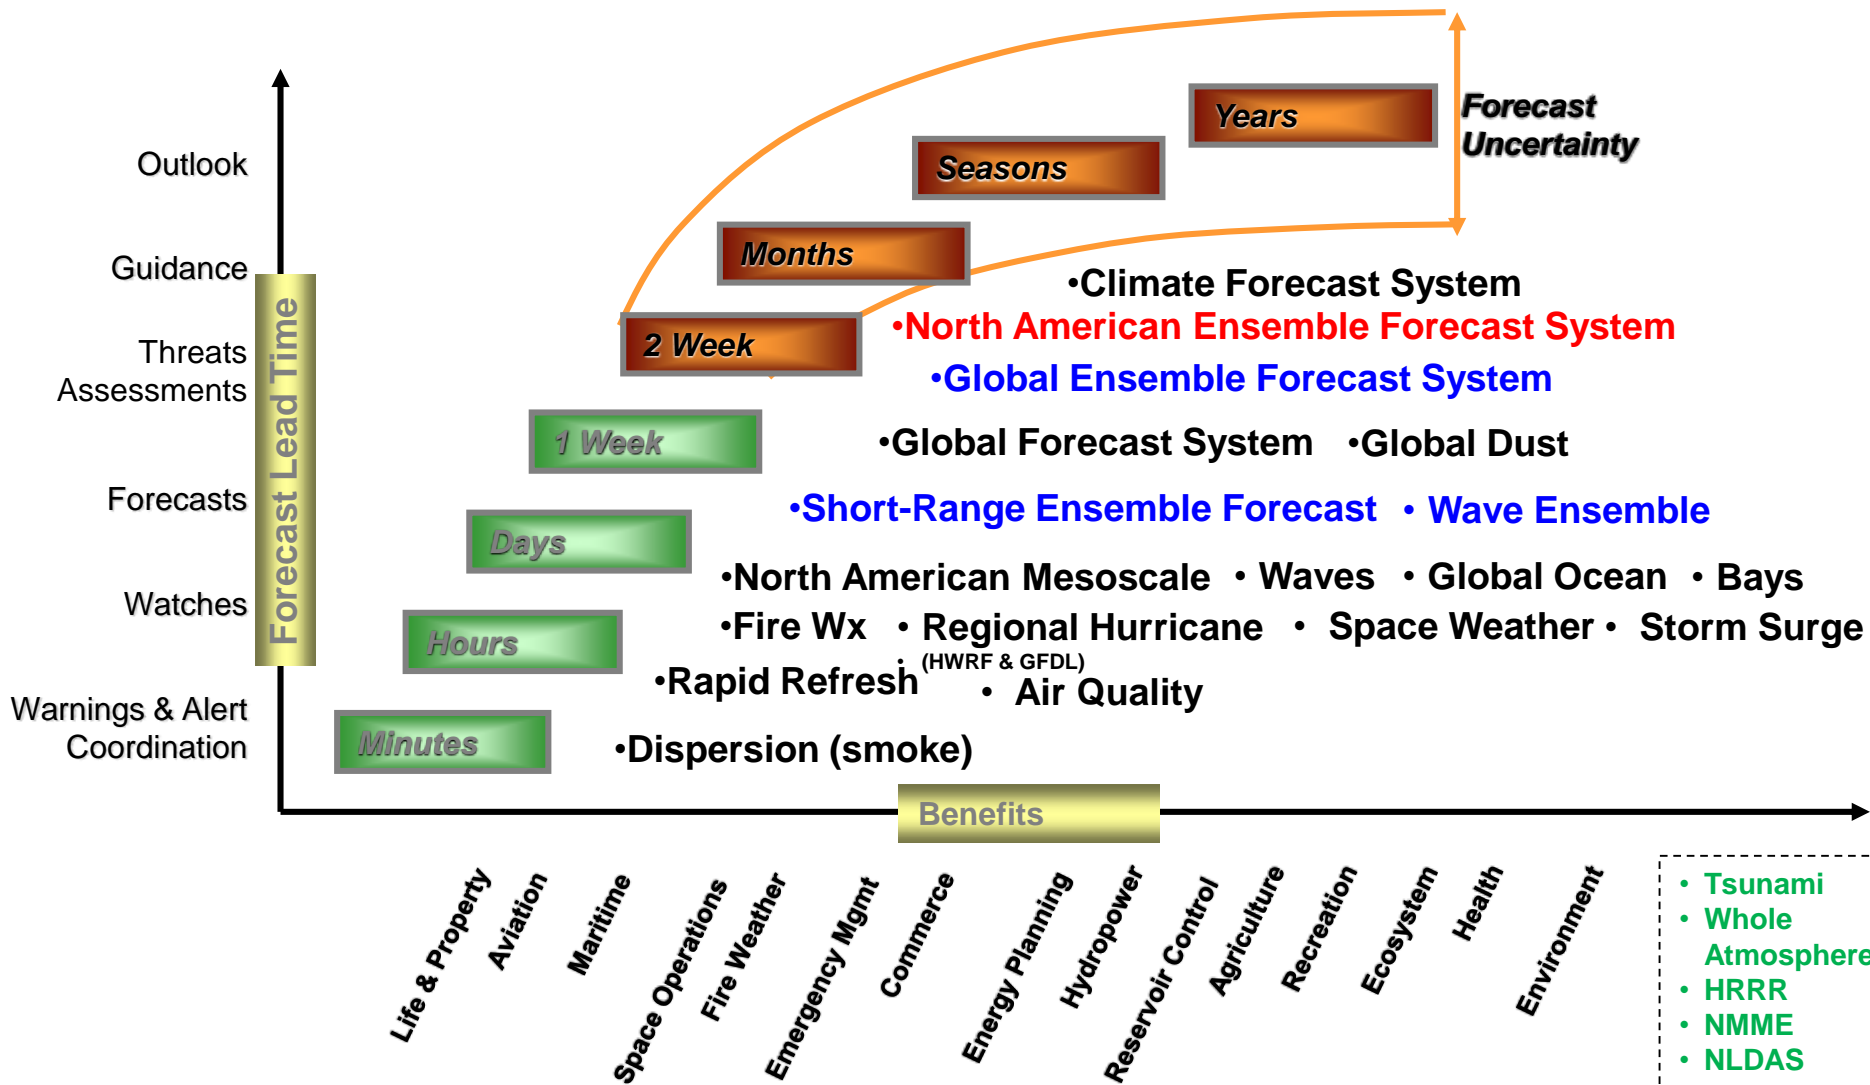 Years
Forecast
Uncertainty
Outlook
Seasons
Guidance
Months
•Climate Forecast System
2 Week
•North American Ensemble Forecast System
Threats
Assessments
•Global Ensemble Forecast System
Forecast Lead Time
1 Week
•Global Forecast System •Global Dust
Forecasts
•Short-Range Ensemble Forecast • Wave Ensemble
Days
•North American Mesoscale • Waves • Global Ocean • Bays
Watches
•Fire Wx • Regional Hurricane • Space Weather • Storm Surge
Hours
• (HWRF & GFDL)
•Rapid Refresh • Air Quality
Warnings & Alert
Coordination
Minutes
•Dispersion (smoke)
Benefits
Life & Property
Aviation
Maritime
Space Operations
Fire Weather
Emergency Mgmt
Commerce
Energy Planning
Hydropower
Reservoir Control
Agriculture
Recreation
Ecosystem
Health
Environment
• Tsunami
• Whole
Atmosphere
• HRRR
• NMME
• NLDAS